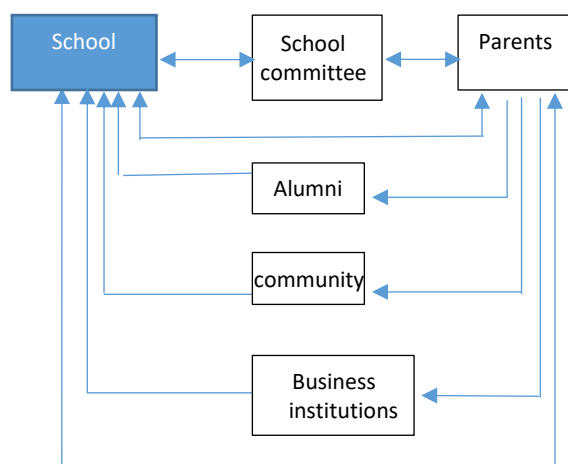 School
School
committee
Parents
Alumni
community
Business
institutions